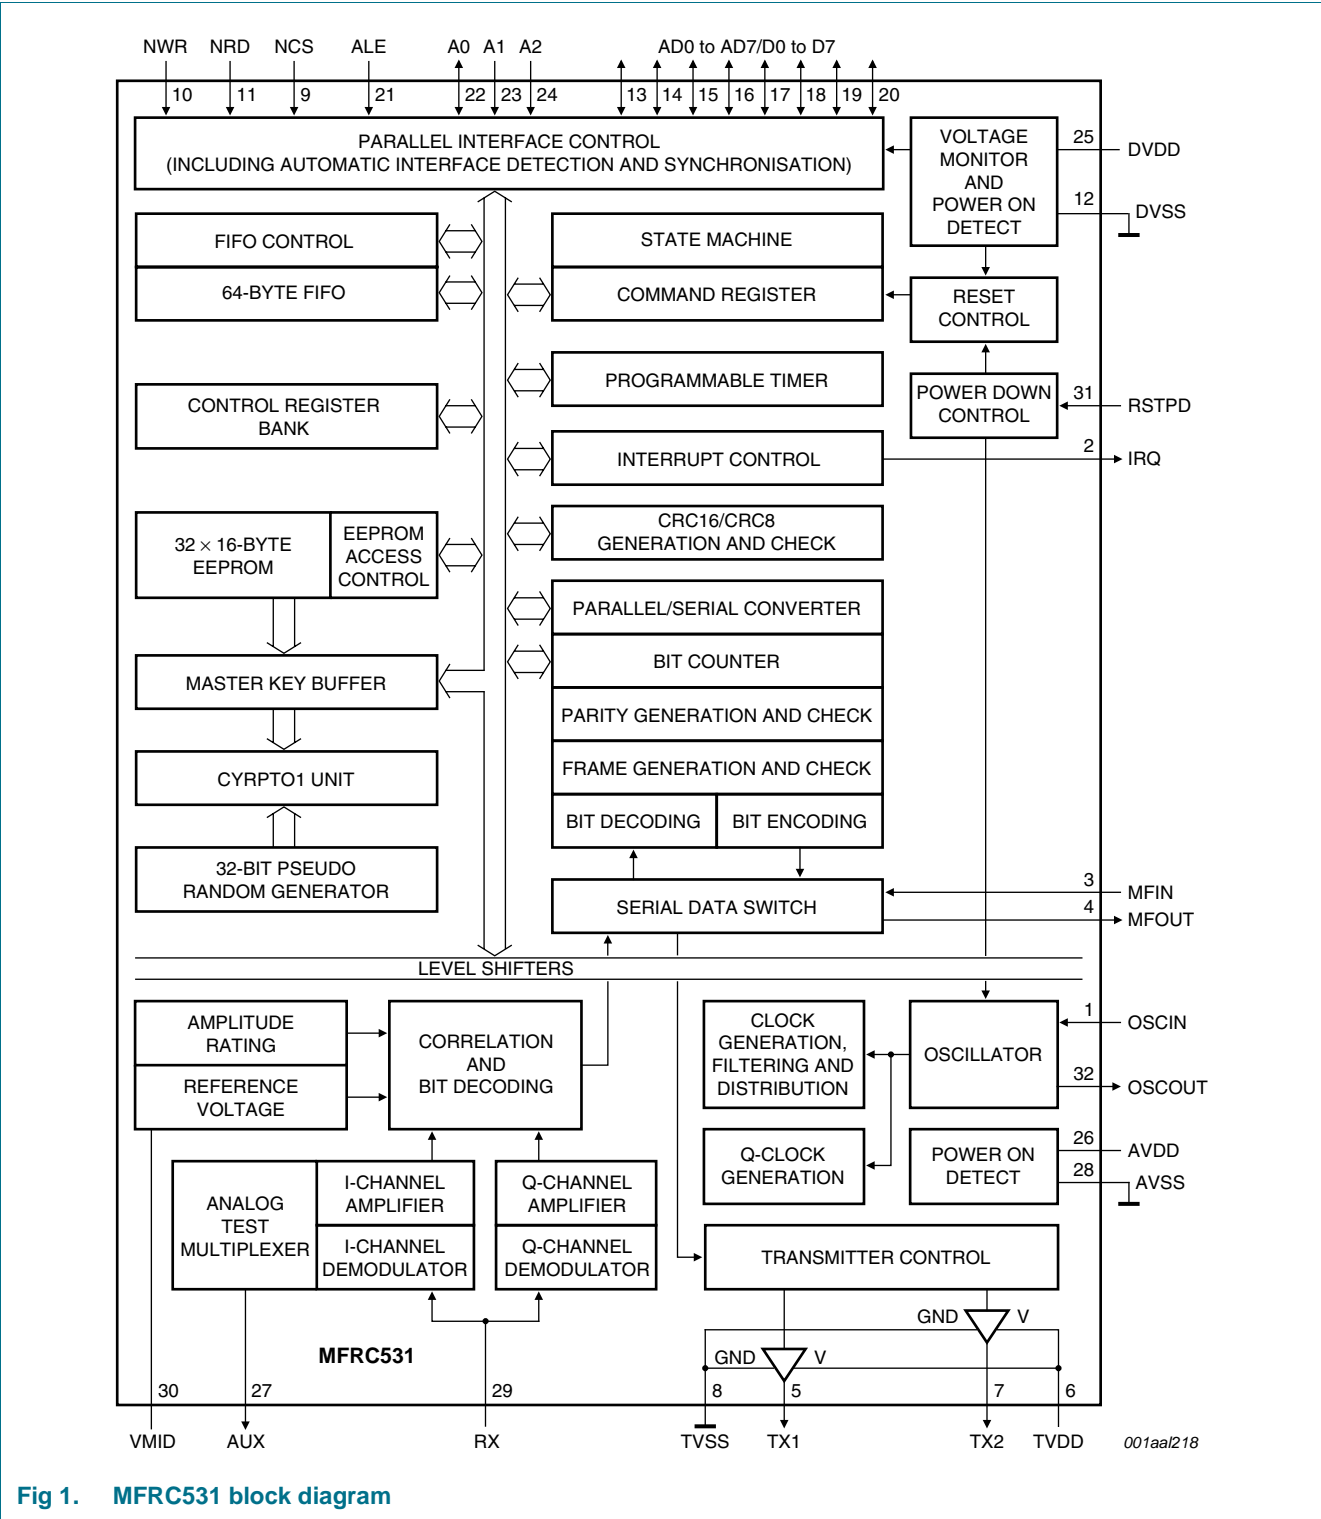 NWR NRD NCS ALE A0 A1 A2 AD0 to AD7/D0 to D7
10 11 9 21 22 23 24 13 14 15 16 17 18 19 20
PARALLEL INTERFACE CONTROL
(INCLUDING AUTOMATIC INTERFACE DETECTION AND SYNCHRONISATION)
VOLTAGE
MONITOR
AND
POWER ON
DETECT
25
DVDD
12
DVSS
FIFO CONTROL
64-BYTE FIFO
STATE MACHINE
COMMAND REGISTER
RESET
CONTROL
PROGRAMMABLE TIMER
CONTROL REGISTER
BANK
POWER DOWN
CONTROL
31
RSTPD
2
IRQ
INTERRUPT CONTROL
32 × 16-BYTE
EEPROM
EEPROM
ACCESS
CONTROL
CRC16/CRC8
GENERATION AND CHECK
PARALLEL/SERIAL CONVERTER
BIT COUNTER
MASTER KEY BUFFER
PARITY GENERATION AND CHECK
FRAME GENERATION AND CHECK
CYRPTO1 UNIT
BIT DECODING
BIT ENCODING
32-BIT PSEUDO
RANDOM GENERATOR
SERIAL DATA SWITCH
3
MFIN
4
MFOUT
LEVEL SHIFTERS
AMPLITUDE
RATING
REFERENCE
VOLTAGE
CORRELATION
AND
BIT DECODING
CLOCK
GENERATION,
FILTERING AND
DISTRIBUTION
OSCILLATOR
1
OSCIN
32
OSCOUT
Q-CLOCK
GENERATION
POWER ON
DETECT
26
AVDD
28
AVSS
ANALOG
TEST
MULTIPLEXER
I-CHANNEL
AMPLIFIER
I-CHANNEL
DEMODULATOR
Q-CHANNEL
AMPLIFIER
Q-CHANNEL
DEMODULATOR
TRANSMITTER CONTROL
GND V
GND V
MFRC531
30 27 29 8 5 7 6
VMID AUX RX TVSS TX1 TX2 TVDD
001aal218
Fig 1. MFRC531 block diagram